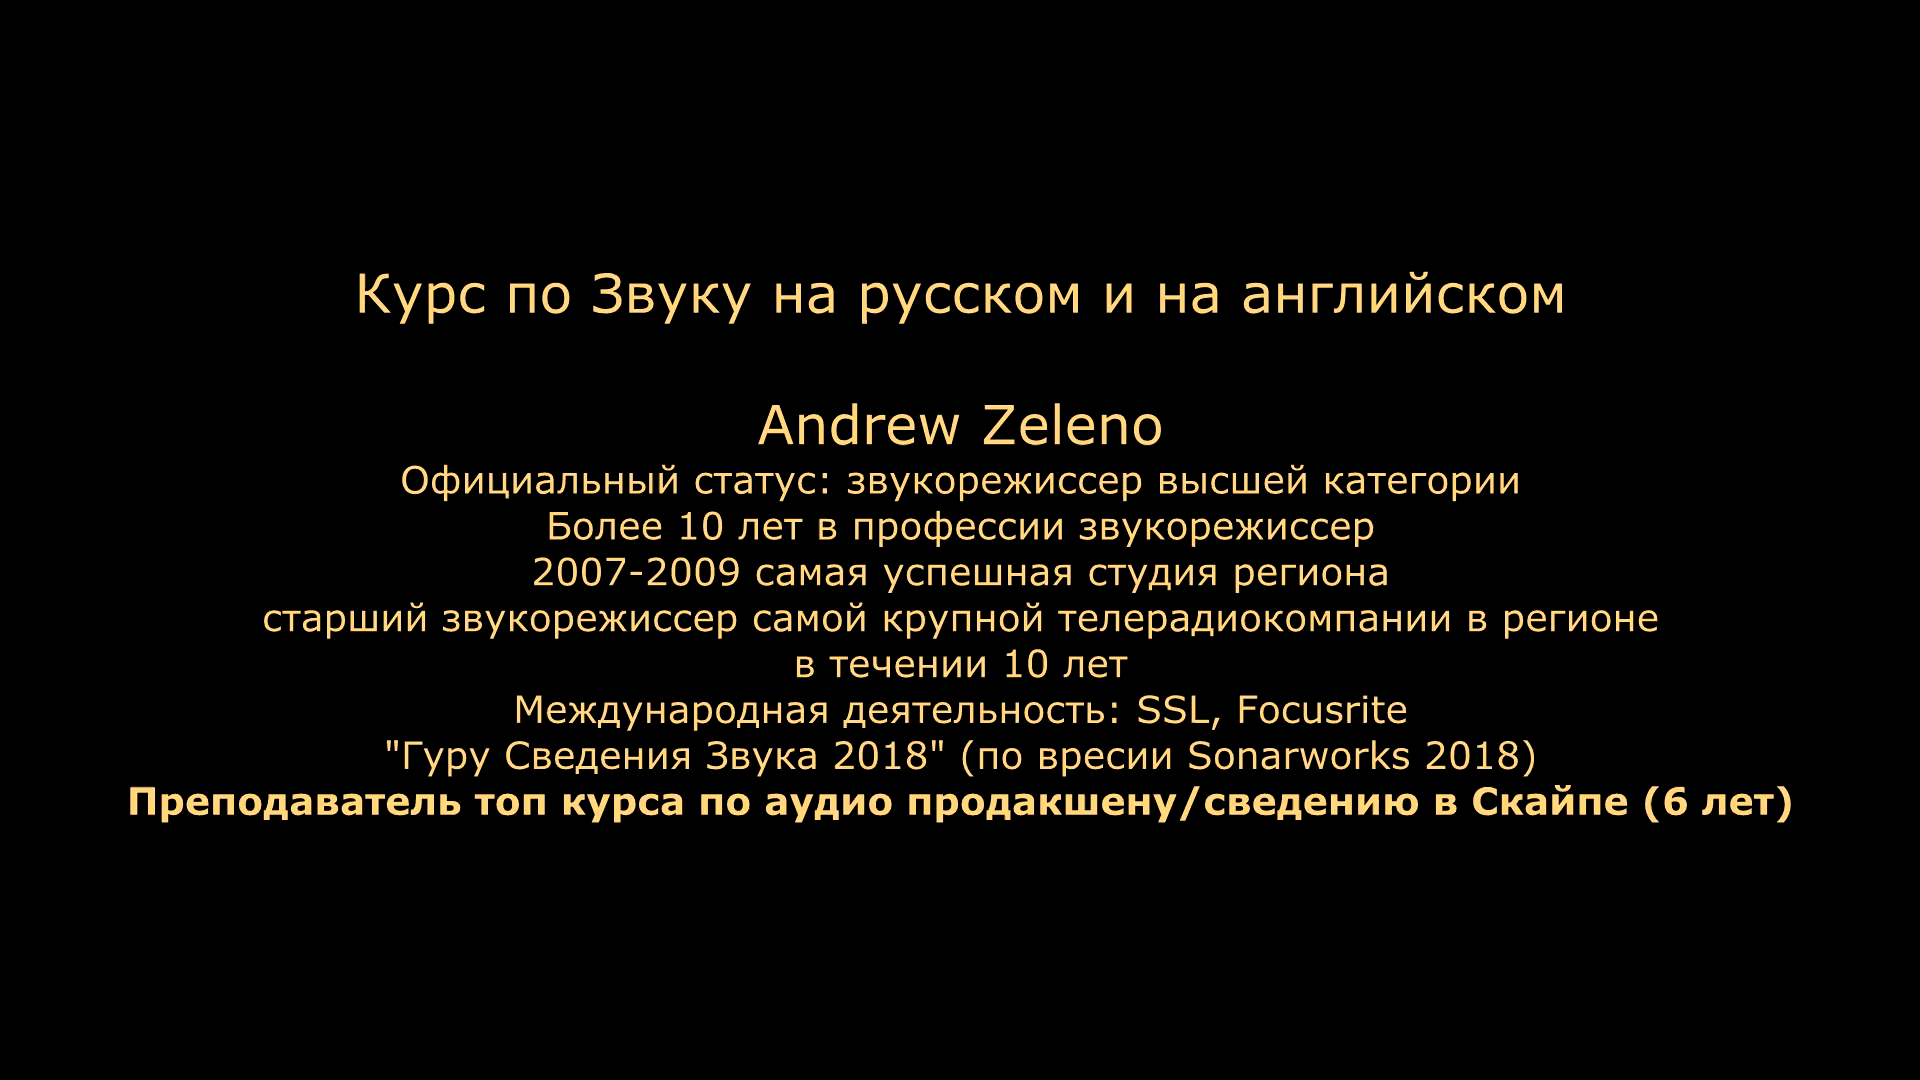 Курс по Звуку на русском и на английском
Andrew Zeleno
Официальный статус: звукорежиссер высшей категории
Более 10 лет в профессии звукорежиссер
2007-2009 самая успешная студия региона
старший звукорежиссер самой крупной телерадиокомпании в регионе
в течении 10 лет
Международная деятельность: SSL, Focusrite
"Гуру Сведения Звука 2018" (по вресии Sonarworks 2018)
Преподаватель топ курса по аудио продакшену/сведению в Скайпе (6 лет)